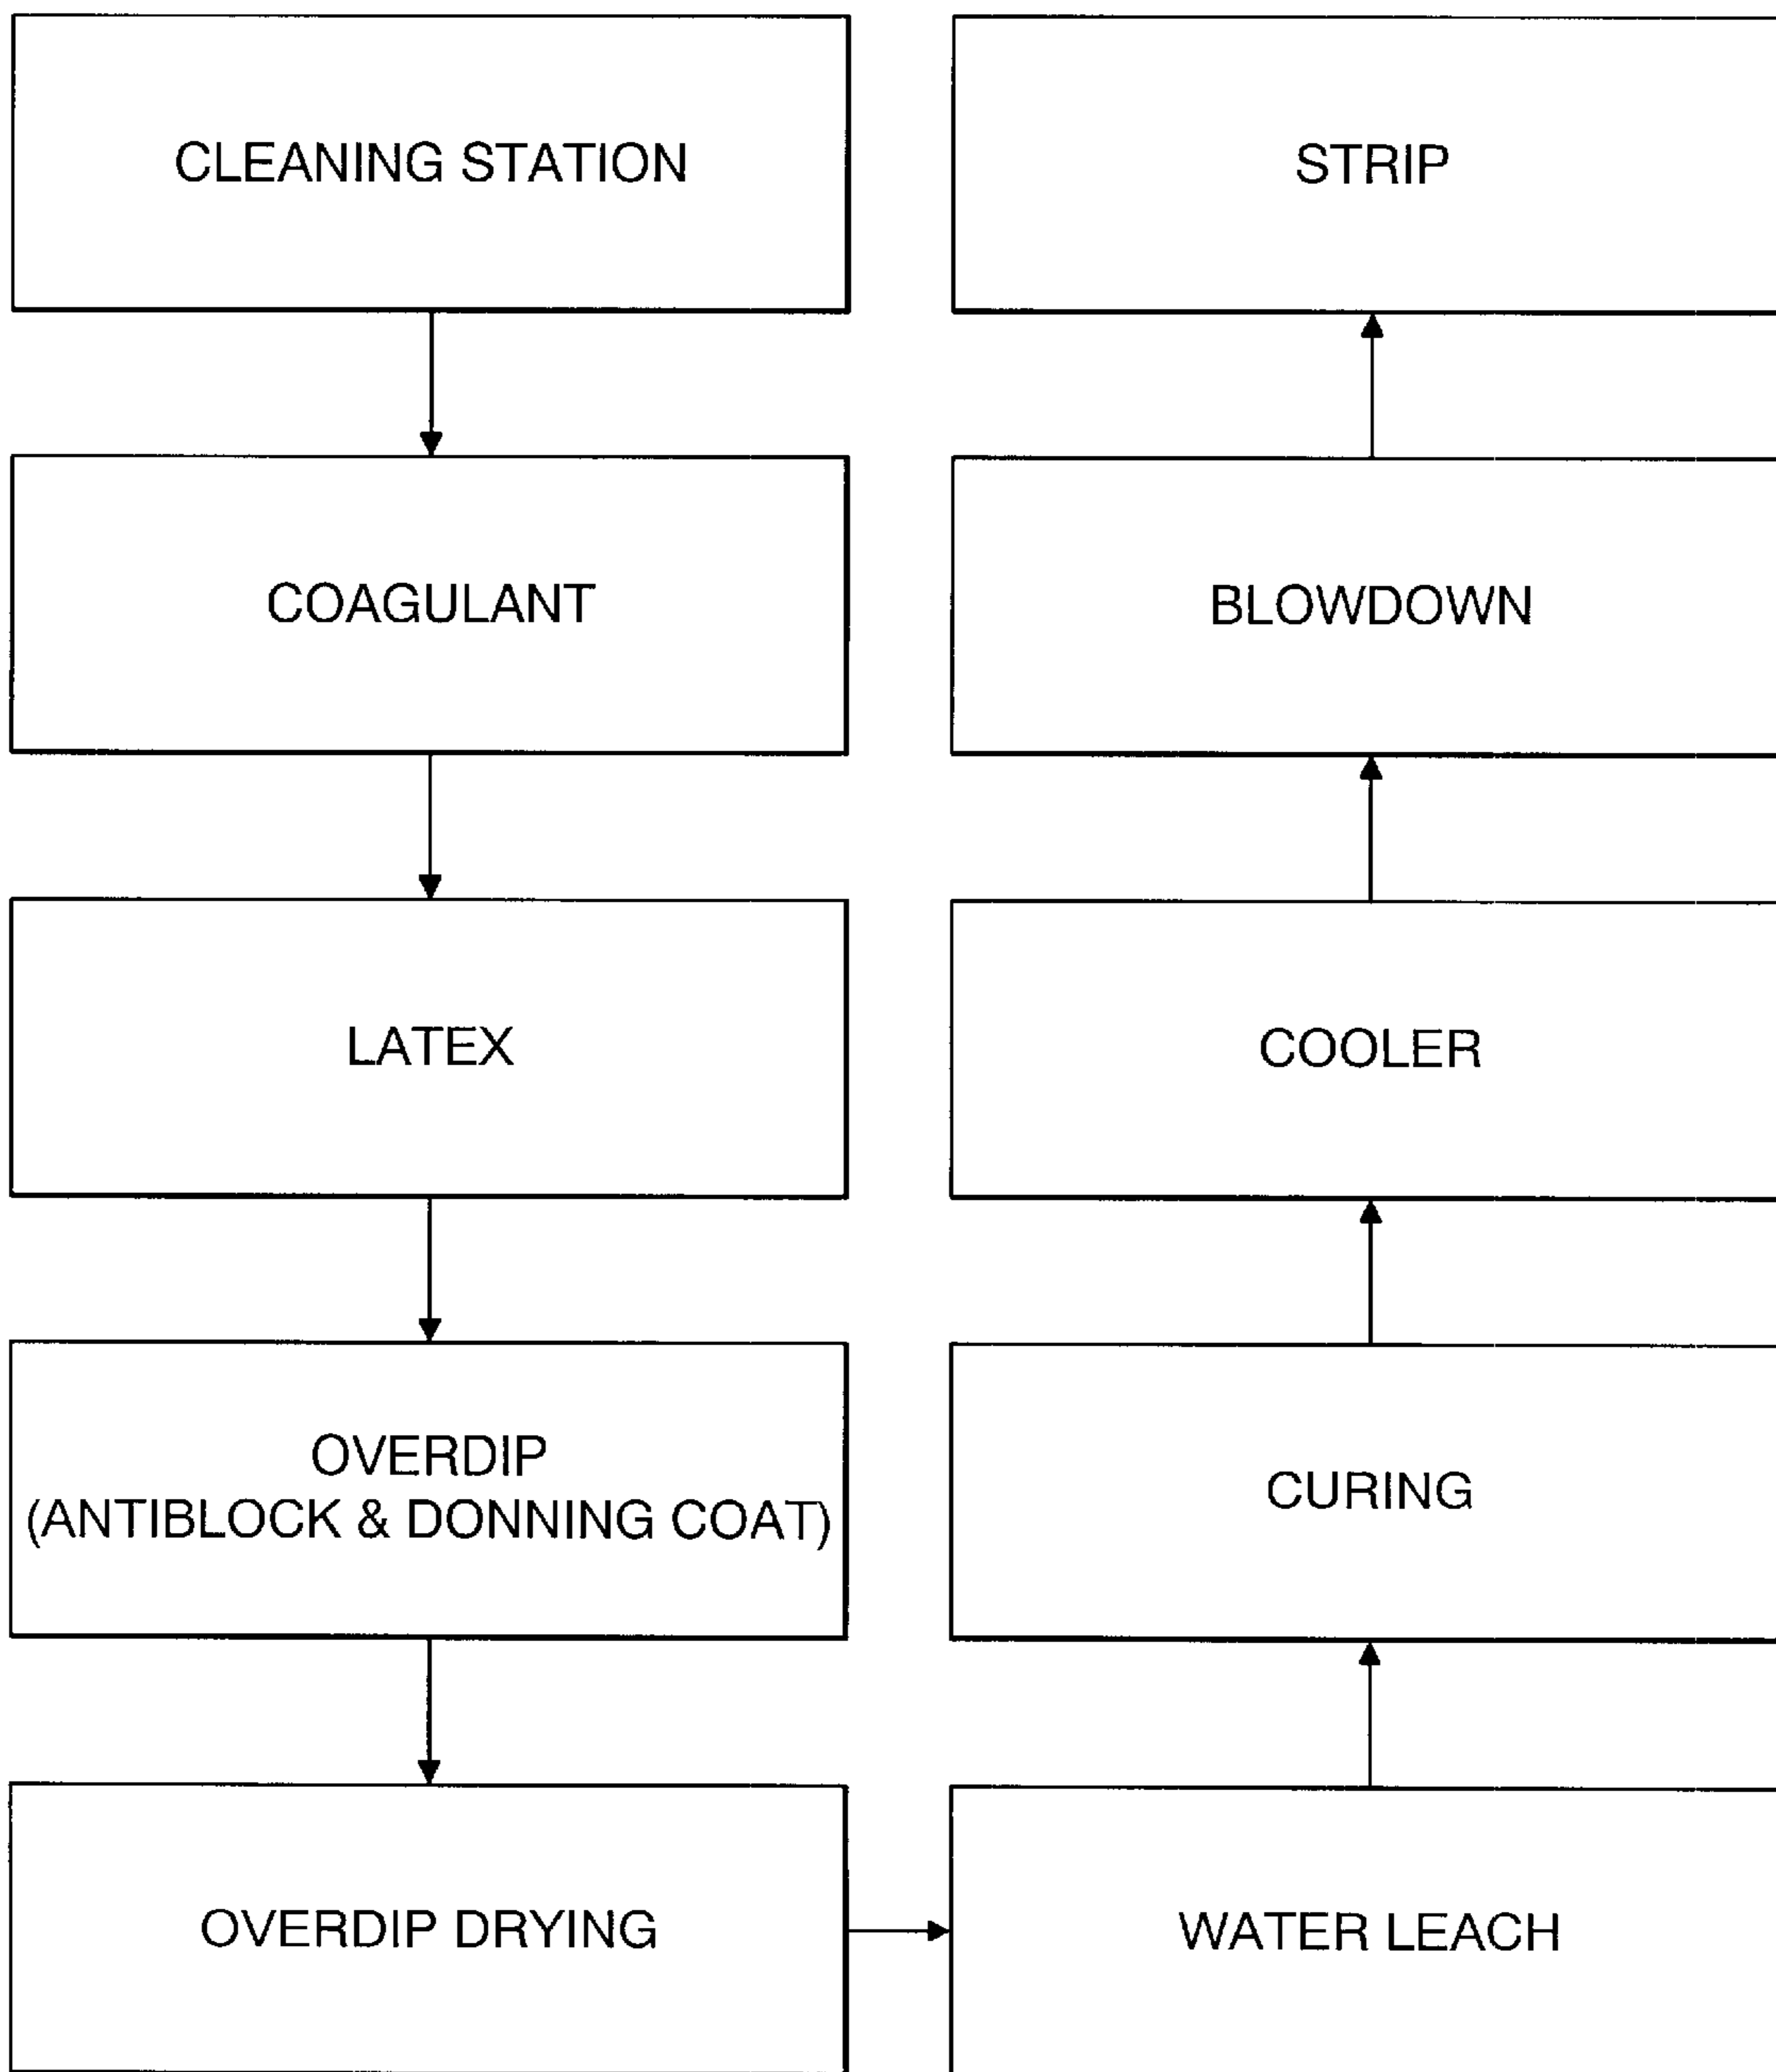 CLEANING STATION
COAGULANT
LATEX
OVERDIP
(ANTIBLOCK & DONNING COAT)
OVERDIP DRYING
WATER LEACH
CURING
COOLER
BLOWDOWN
STRIP